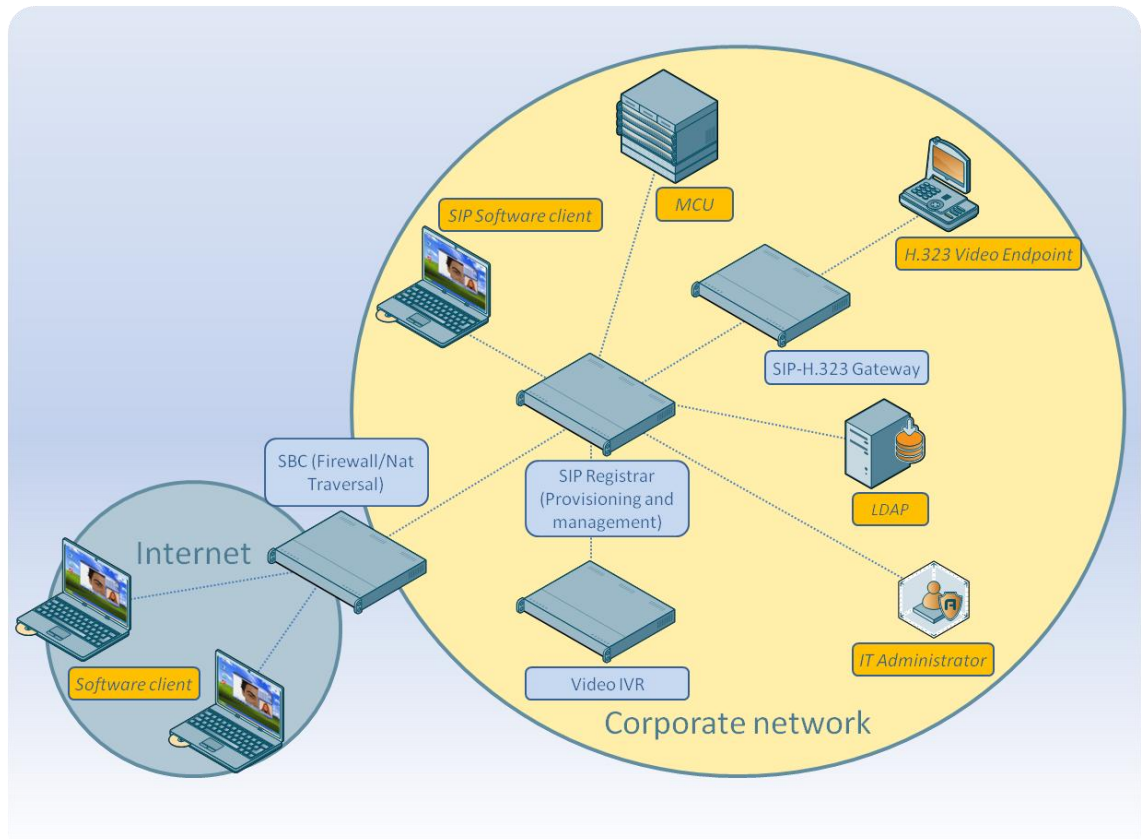 MCU
SIP Software client
H.323 Video Endpoint
SIP-H.323 Gateway
SBC (Firewall/Nat
Traversal)
SIP Registrar
(Provisioning and
management)
LDAP
Internet
IT Administrator
Software client
Video IVR
Corporate network